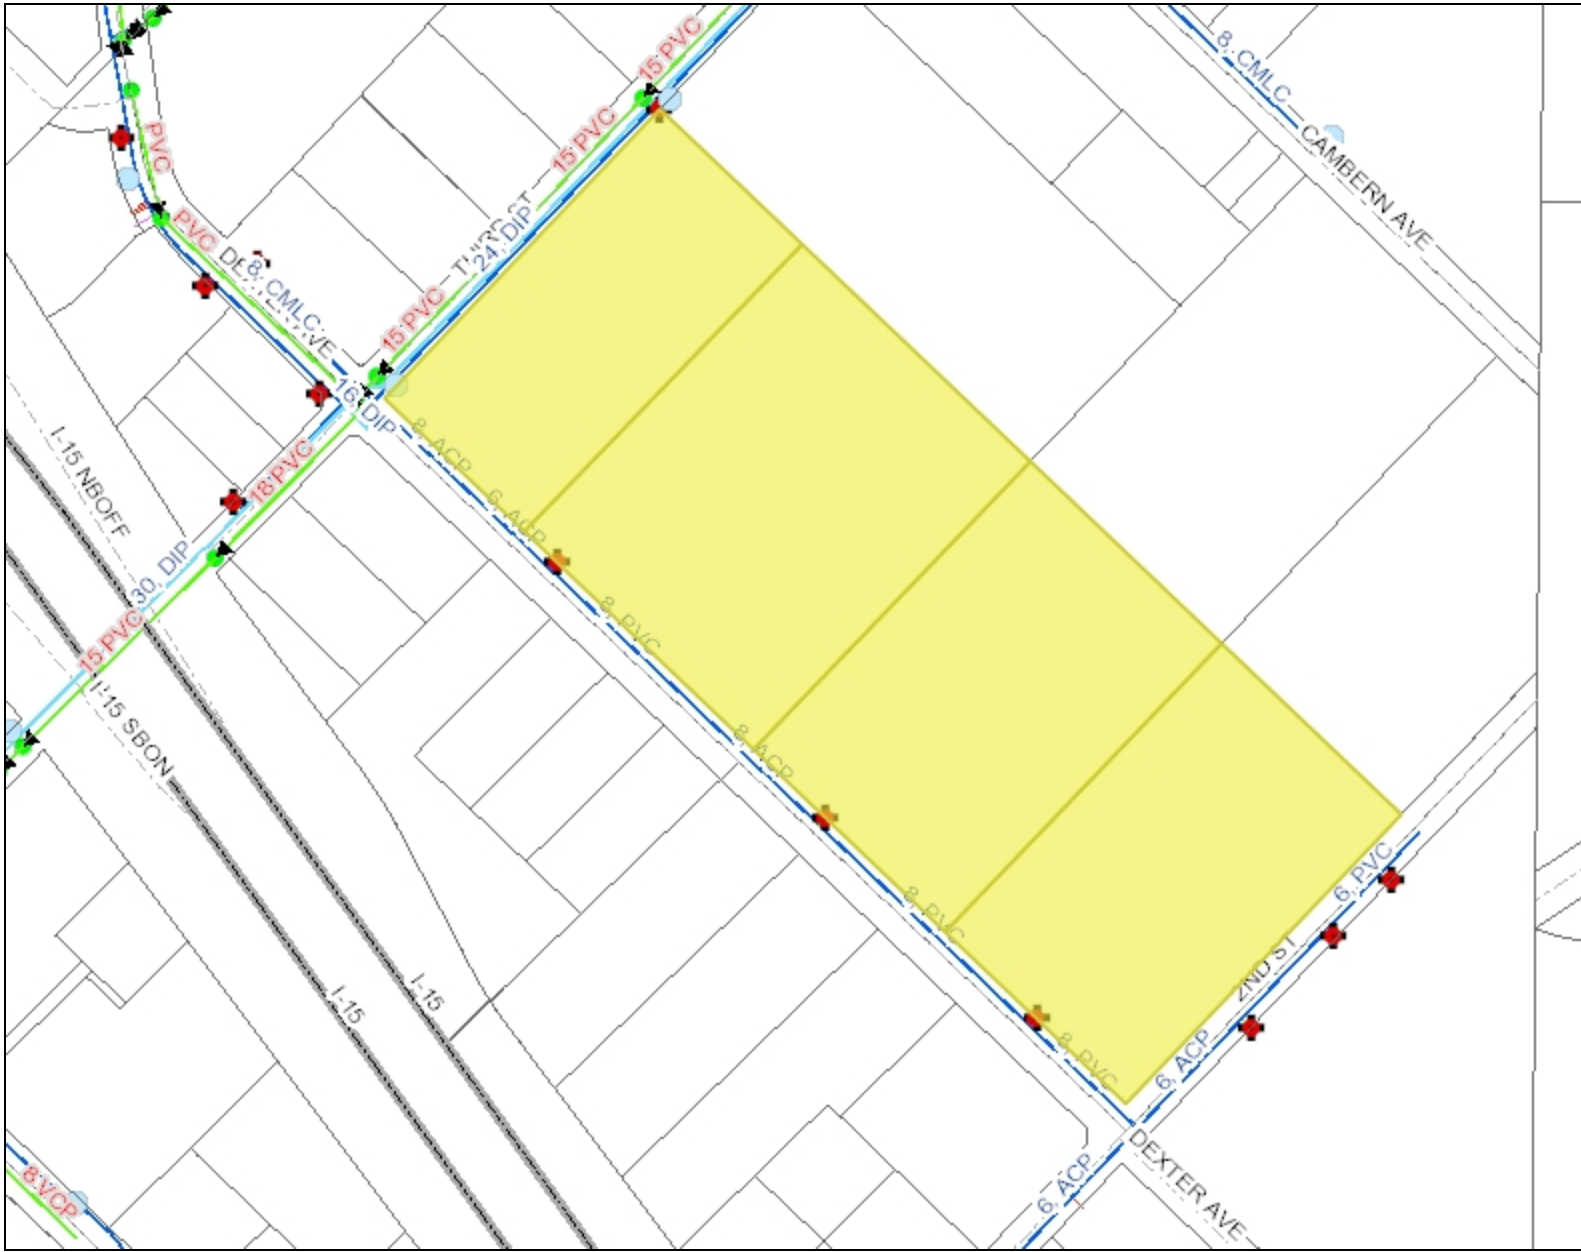 15 PVC
8, CMLC
PVC
15 PVC
CAMBERN AVE
PVC
THIRD ST
24, DIP
8, CMLC
15 PVC
16, DIP
8, ACP
I-15 NBOFF
18 PVC
6, ACP
30, DIP
15 PVC
8, PVC
I-15 SBON
8, ACP
6, PVC
8, PVC
2ND ST
I-15
I-15
8, PVC
6, ACP
8 VCP
6, ACP
DEXTER AVE